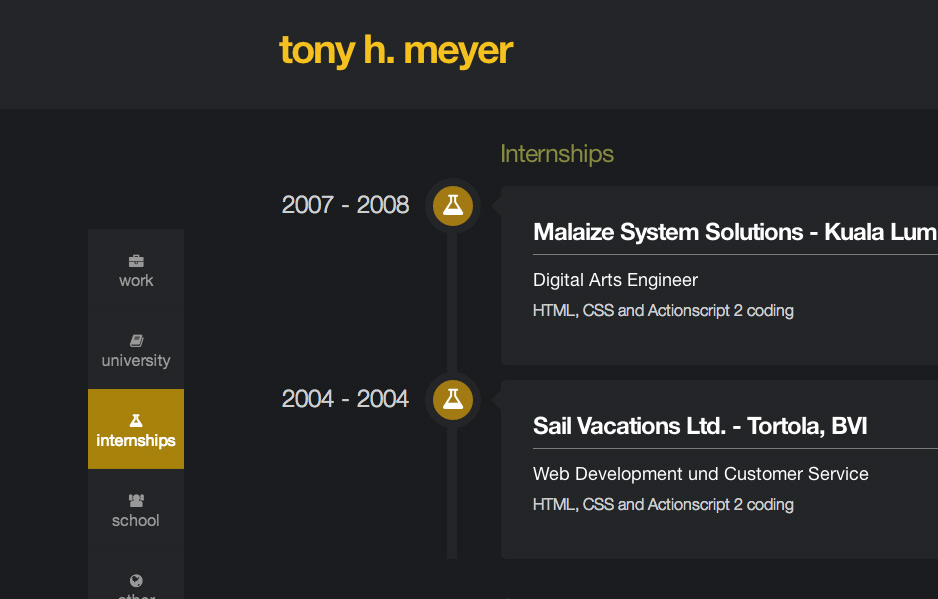 tony h. meyer
Internships
2007 - 2008
Malaize System Solutions - Kuala Lum
Digital Arts Engineer
HTML, CSS and Actionscript 2 coding
2004 - 2004
Sail Vacations Ltd. - Tortola, BVI
Web Development und Customer Service
HTML, CSS and Actionscript 2 coding
work
university
internships
school
other